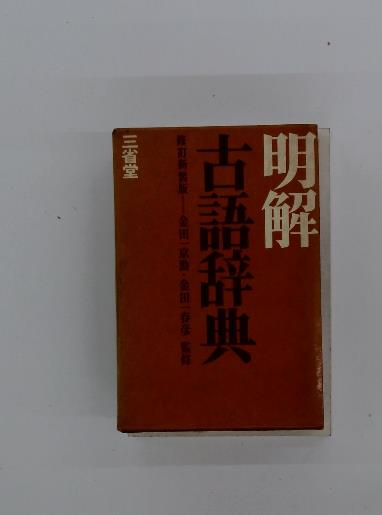 明解
古語辞典
修訂新装版——金田一京助・金田一春彦 監修
三省堂